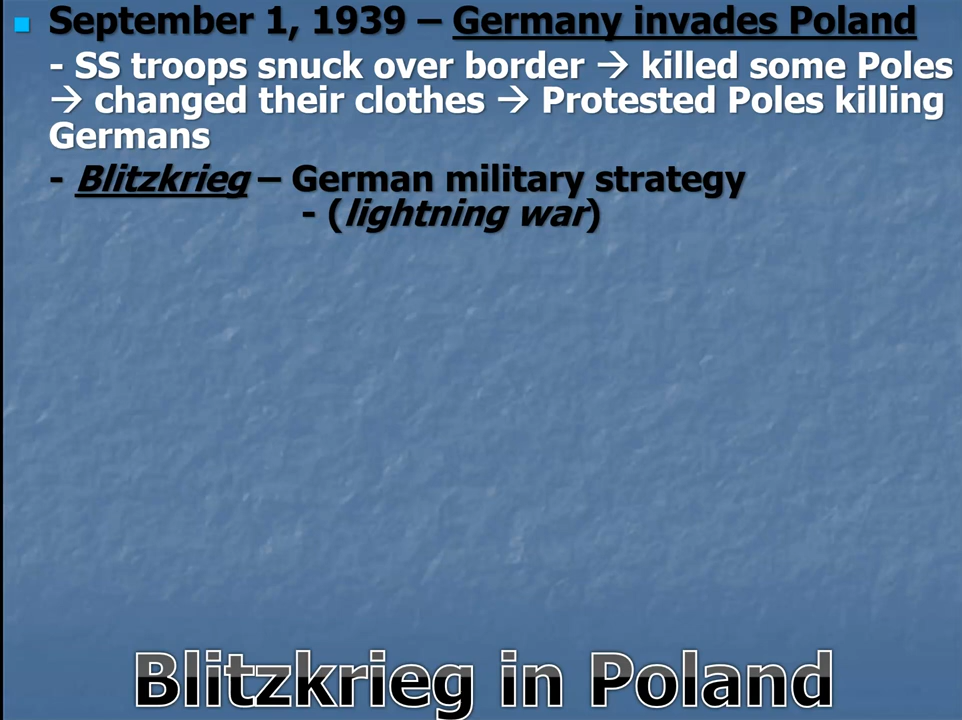 September 1, 1939 – Germany invades Poland
- SS troops snuck over border → killed some Poles
→ changed their clothes → Protested Poles killing
Germans
- Blitzkrieg – German military strategy
- (lightning war)
Blitzkrieg in Poland